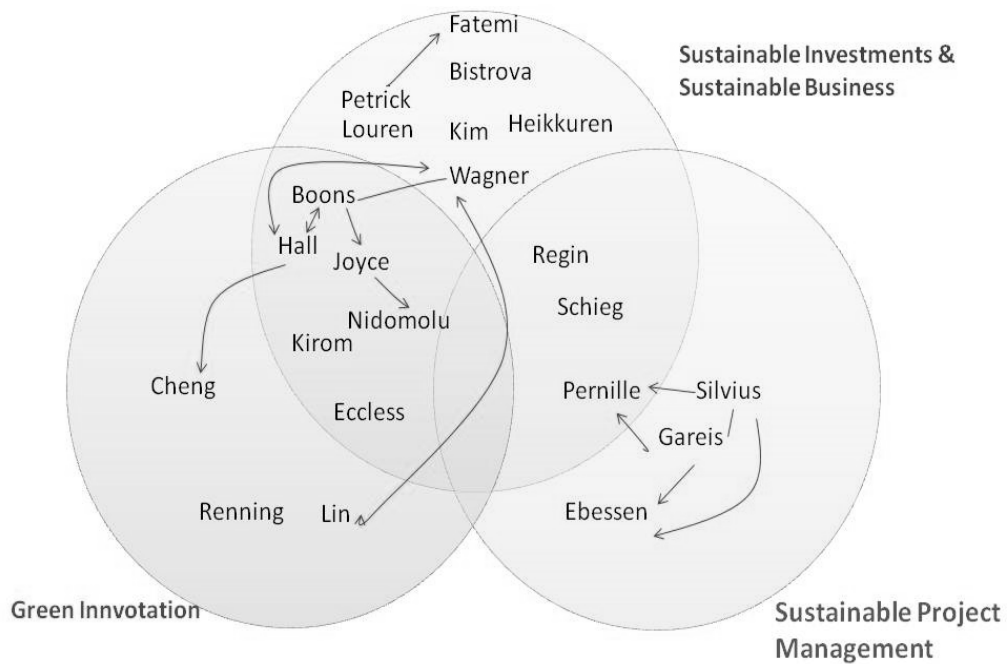 Fatemi
Sustainable Investments &
Sustainable Business
Bistrova
Petrick
Louren
Kim
Heikkuren
Wagner
Boons
Hall
Joyce
Regin
Nidomolu
Schieg
Kirom
Cheng
Pernille
Silvius
Eccless
Gareis
Renning
Lin
Ebessen
Green Innvotation
Sustainable Project
Management